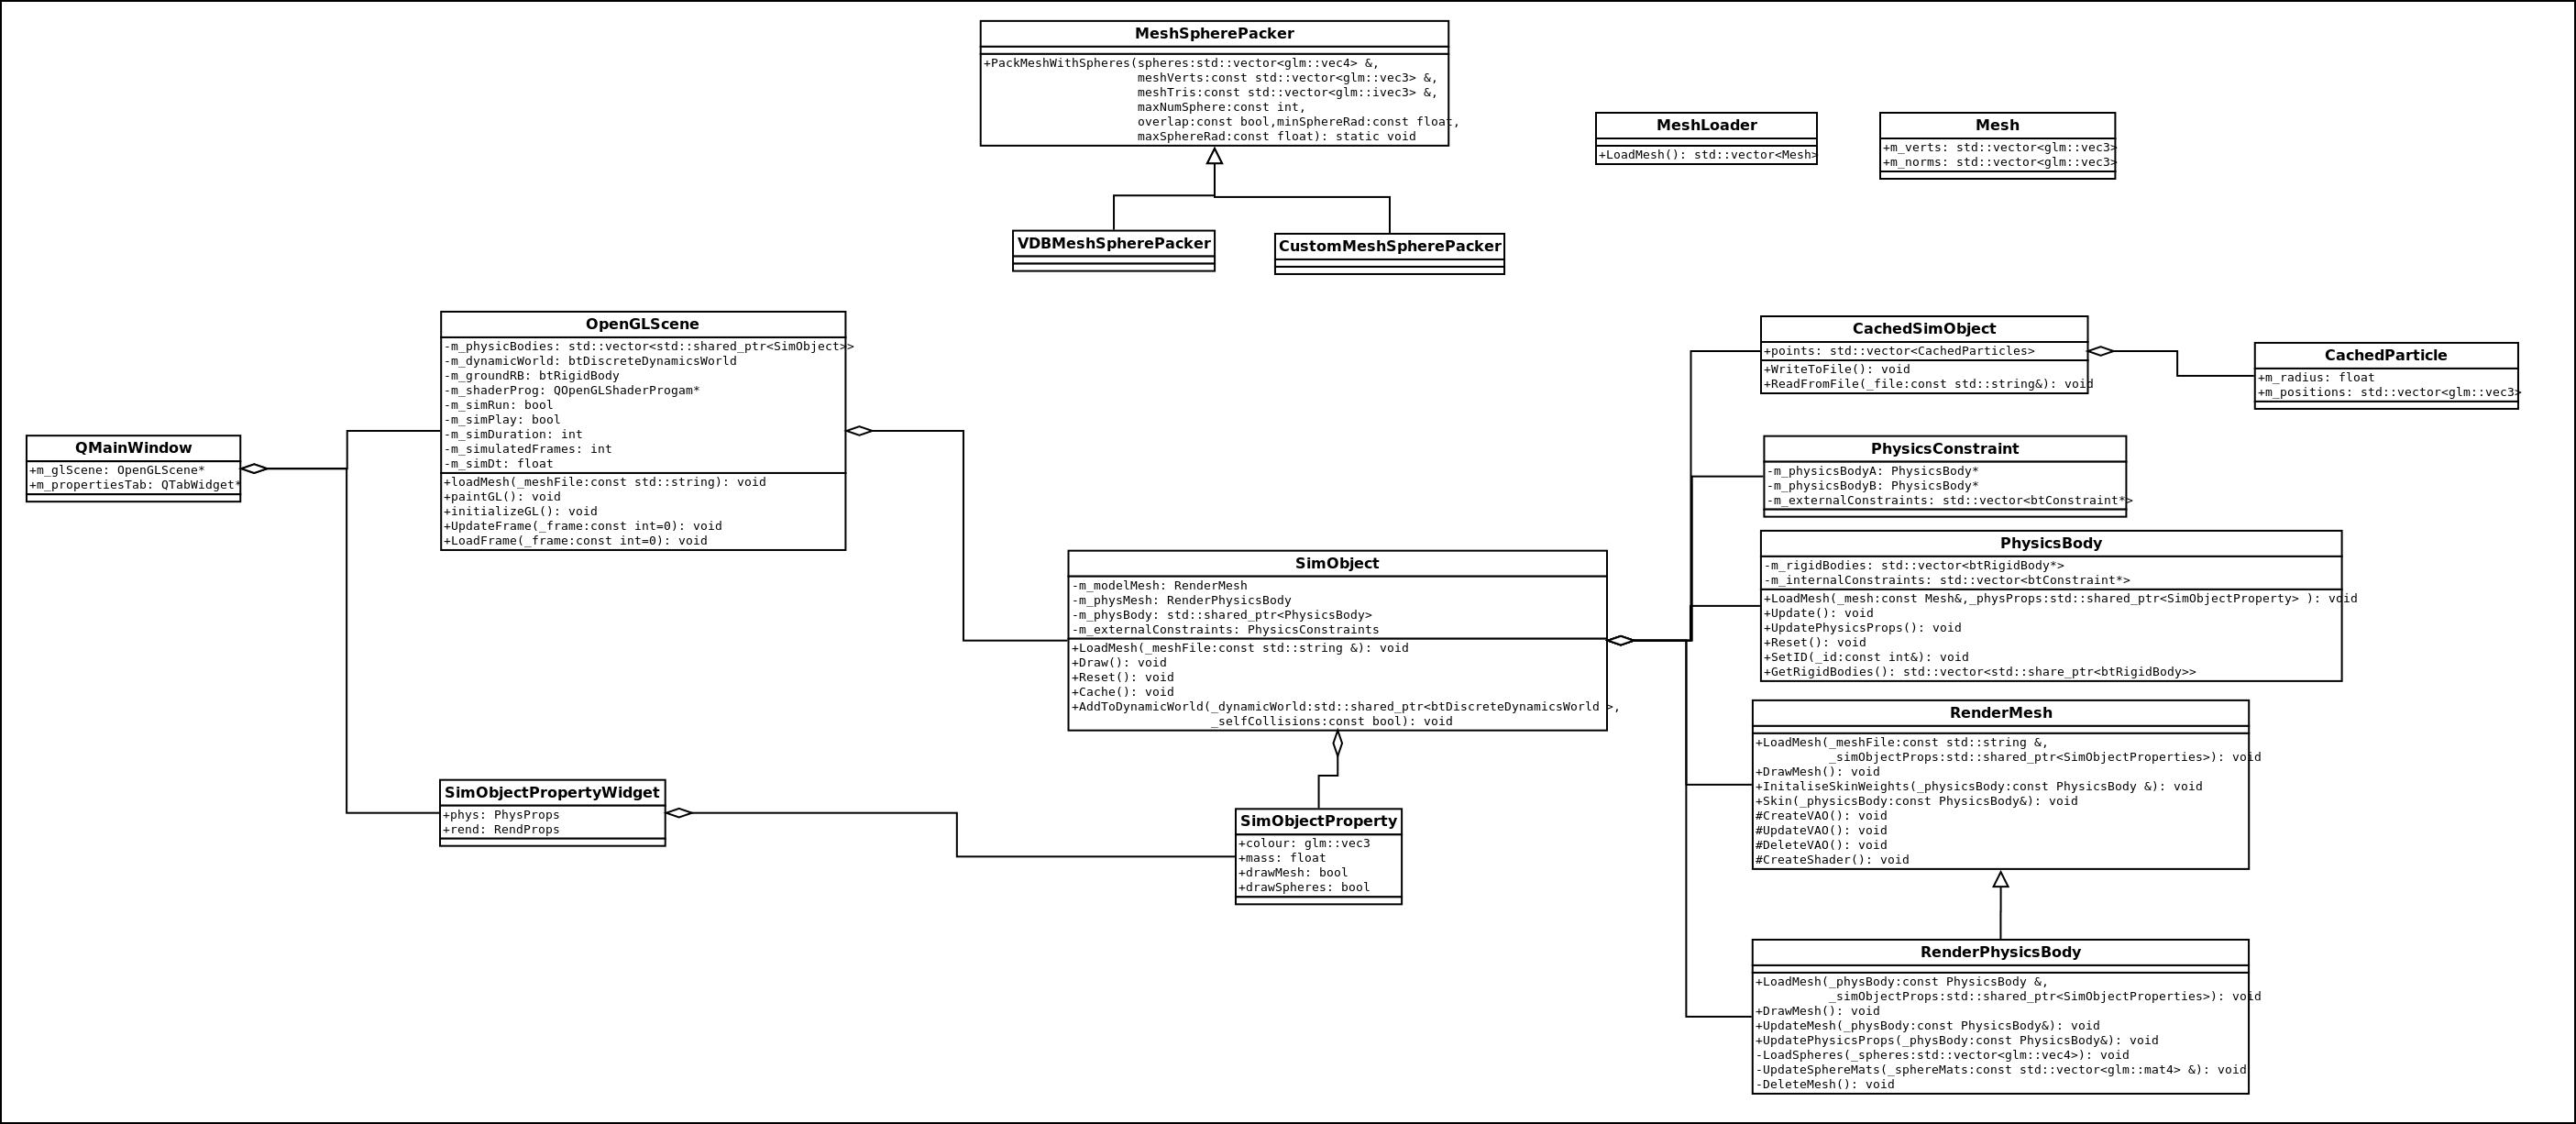 MeshSpherePacker
+PackMeshWithSpheres(spheres:std::vector<glm::vec4> &,
meshVerts:const std::vector<glm::vec3> &,
meshTris:const std::vector<glm::ivec3> &,
maxNumSphere:const int,
overlap:const bool,minSphereRad:const float,
maxSphereRad:const float): static void
MeshLoader
+LoadMesh(): std::vector<Mesh>
Mesh
+m_verts: std::vector<glm::vec3>
+m_norms: std::vector<glm::vec3>
VDBMeshSpherePacker
CustomMeshSpherePacker
OpenGLScene
-m_physicBodies: std::vector<std::shared_ptr<SimObject>>
-m_dynamicWorld: btDiscreteDynamicsWorld
-m_groundRB: btRigidBody
-m_shaderProg: QOpenGLShaderProgam*
-m_simRun: bool
-m_simPlay: bool
-m_simDuration: int
-m_simulatedFrames: int
-m_simDt: float
+loadMesh(_meshFile:const std::string): void
+paintGL(): void
+initializeGL(): void
+UpdateFrame(_frame:const int=0): void
+LoadFrame(_frame:const int=0): void
CachedSimObject
+points: std::vector<CachedParticles>
+WriteToFile(): void
+ReadFromFile(_file:const std::string&): void
CachedParticle
+m_radius: float
+m_positions: std::vector<glm::vec3>
QMainWindow
+m_glScene: OpenGLScene*
+m_propertiesTab: QTabWidget*
PhysicsConstraint
-m_physicsBodyA: PhysicsBody*
-m_physicsBodyB: PhysicsBody*
-m_externalConstraints: std::vector<btConstraint*>
PhysicsBody
-m_rigidBodies: std::vector<btRigidBody*>
-m_internalConstraints: std::vector<btConstraint*>
+LoadMesh(_mesh:const Mesh&,_physProps:std::shared_ptr<SimObjectProperty> ): void
+Update(): void
+UpdatePhysicsProps(): void
+Reset(): void
+SetID(_id:const int&): void
+GetRigidBodies(): std::vector<std::share_ptr<btRigidBody>>
SimObject
-m_modelMesh: RenderMesh
-m_physMesh: RenderPhysicsBody
-m_physBody: std::shared_ptr<PhysicsBody>
-m_externalConstraints: PhysicsConstraints
+LoadMesh(_meshFile:const std::string &): void
+Draw(): void
+Reset(): void
+Cache(): void
+AddToDynamicWorld(_dynamicWorld:std::shared_ptr<btDiscreteDynamicsWorld >,
_selfCollisions:const bool): void
RenderMesh
+LoadMesh(_meshFile:const std::string &,
_simObjectProps:std::shared_ptr<SimObjectProperties>): void
+DrawMesh(): void
+InitaliseSkinWeights(_physicsBody:const PhysicsBody &): void
+Skin(_physicsBody:const PhysicsBody&): void
#CreateVAO(): void
#UpdateVAO(): void
#DeleteVAO(): void
#CreateShader(): void
SimObjectPropertyWidget
+phys: PhysProps
+rend: RendProps
SimObjectProperty
+colour: glm::vec3
+mass: float
+drawMesh: bool
+drawSpheres: bool
RenderPhysicsBody
+LoadMesh(_physBody:const PhysicsBody &,
_simObjectProps:std::shared_ptr<SimObjectProperties>): void
+DrawMesh(): void
+UpdateMesh(_physBody:const PhysicsBody&): void
+UpdatePhysicsProps(_physBody:const PhysicsBody&): void
-LoadSpheres(_spheres:std::vector<glm::vec4>): void
-UpdateSphereMats(_sphereMats:const std::vector<glm::mat4> &): void
-DeleteMesh(): void